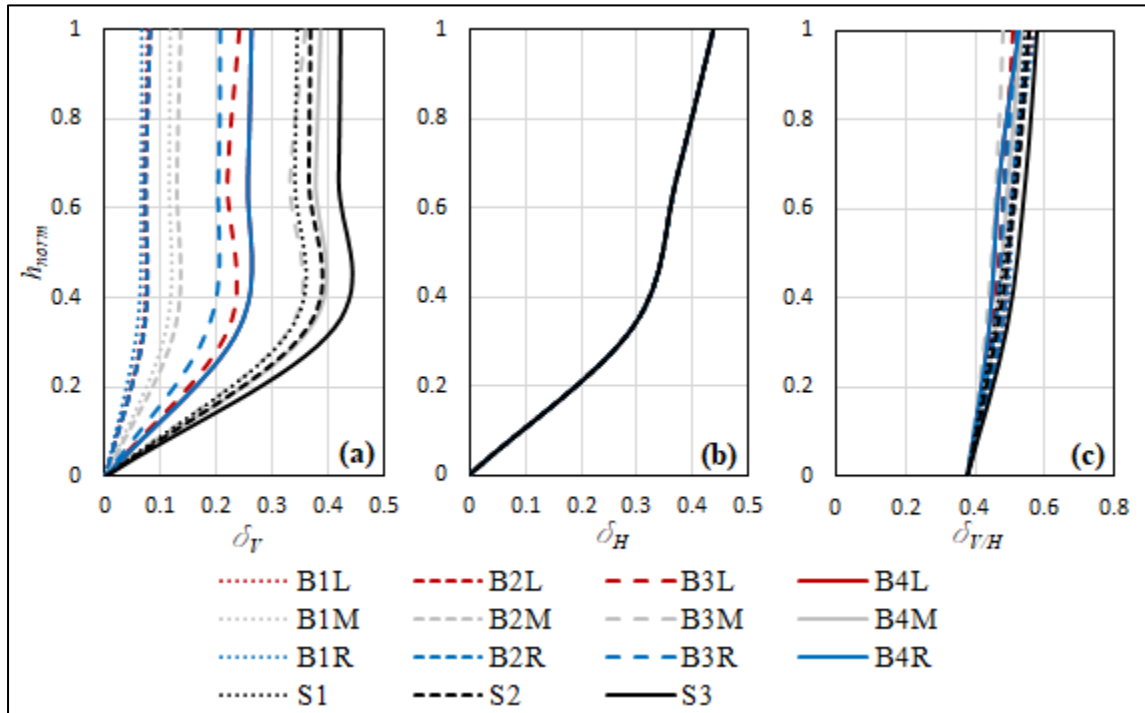 1 1 1
0.8 0.8 0.8
0.6 0.6 0.6
h_norm
0.4 0.4 0.4
0.2 0.2 0.2
(a) (b) (c)
0 0 0
0 0.1 0.2 0.3 0.4 0.5 0 0.1 0.2 0.3 0.4 0.5 0 0.2 0.4 0.6 0.8
δ_V δ_H δ_V/H
B1L B2L B3L B4L
B1M B2M B3M B4M
B1R B2R B3R B4R
S1 S2 S3